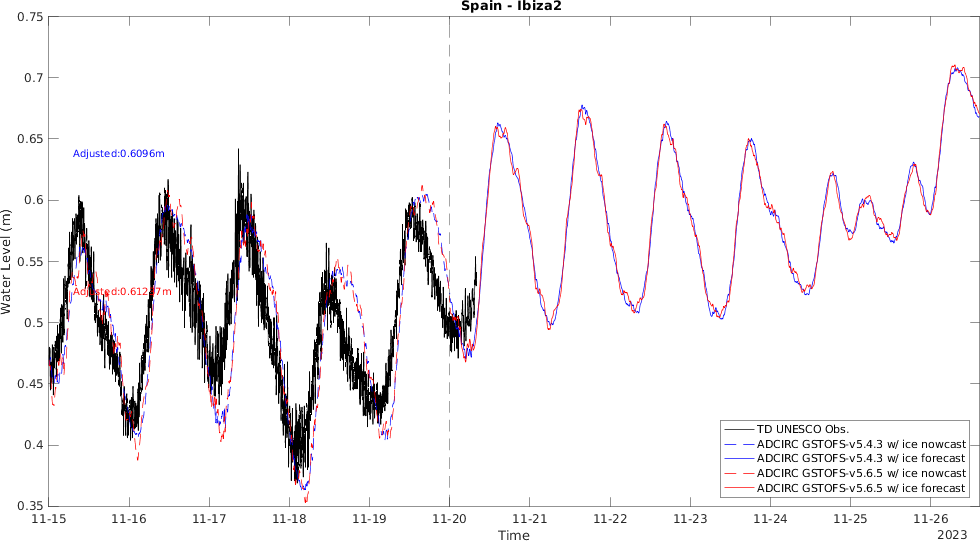 Spain - Ibiza2
0.75
0.7
0.65
0.6
0.55
0.5
0.45
0.4
0.35
Water Level (m)
Adjusted:0.6096m
TD UNESCO Obs.
ADCIRC GSTOFS-v5.4.3 w/ ice nowcast
ADCIRC GSTOFS-v5.4.3 w/ ice forecast
ADCIRC GSTOFS-v5.6.5 w/ ice nowcast
ADCIRC GSTOFS-v5.6.5 w/ ice forecast
11-15 11-16 11-17 11-18 11-19 11-20 11-21 11-22 11-23 11-24 11-25 11-26
Time
2023